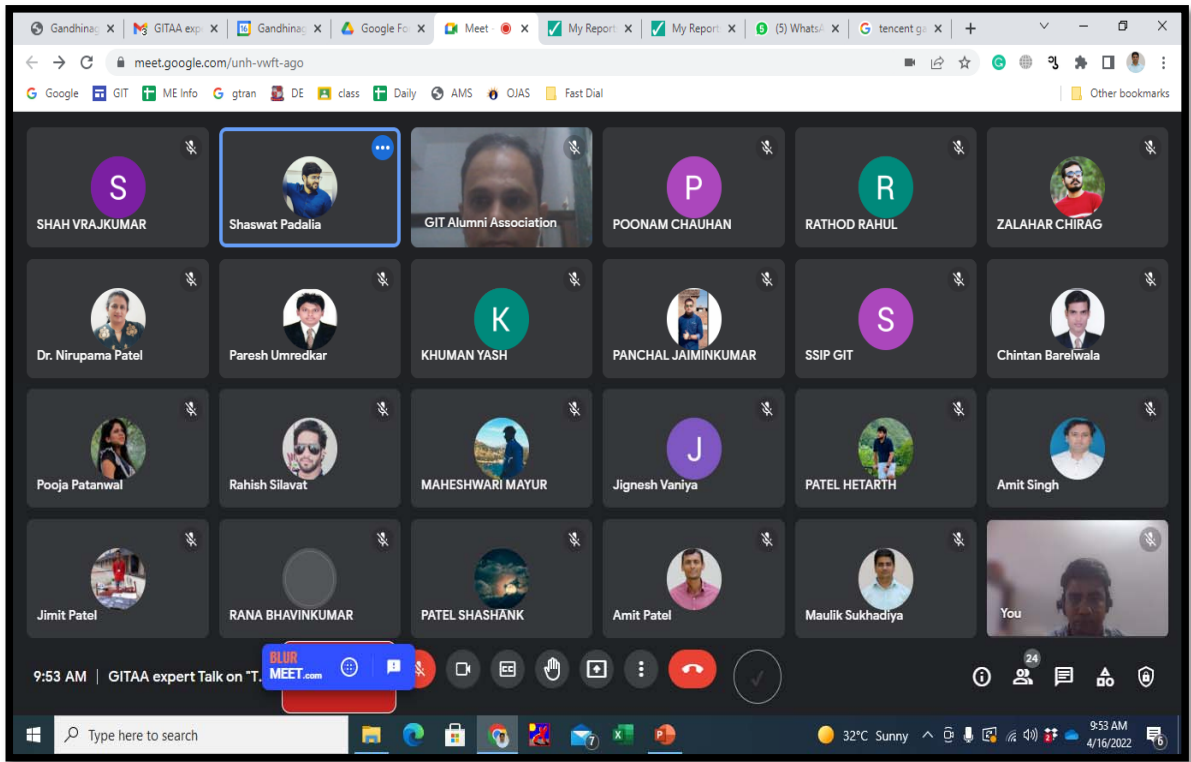 Gandhinag
GITAA exp
16 Gandhinag
Google Fo
Meet -
My Report
My Report
5 (5) WhatsA
G tencent ga
meet.google.com/unh-vwft-ago
G Google GIT ME Info G gtran DE class Daily AMS OJAS Fast Dial Other bookmarks
S
SHAH VRAJKUMAR
Shaswat Padalia
GIT Alumni Association
P
POONAM CHAUHAN
R
RATHOD RAHUL
ZALAHAR CHIRAG
Dr. Nirupama Patel
Paresh Umredkar
K
KHUMAN YASH
PANCHAL JAIMINKUMAR
S
SSIP GIT
Chintan Barelwala
Pooja Patanwal
Rahish Silavat
MAHESHWARI MAYUR
J
Jignesh Vaniya
PATEL HETARTH
Amit Singh
Jimit Patel
RANA BHAVINKUMAR
PATEL SHASHANK
Amit Patel
Maulik Sukhadiya
You
9:53 AM | GITAA expert Talk on "T.
BLUR
MEET.com
CC
24
Type here to search
7
32°C Sunny
9:53 AM
4/16/2022
6